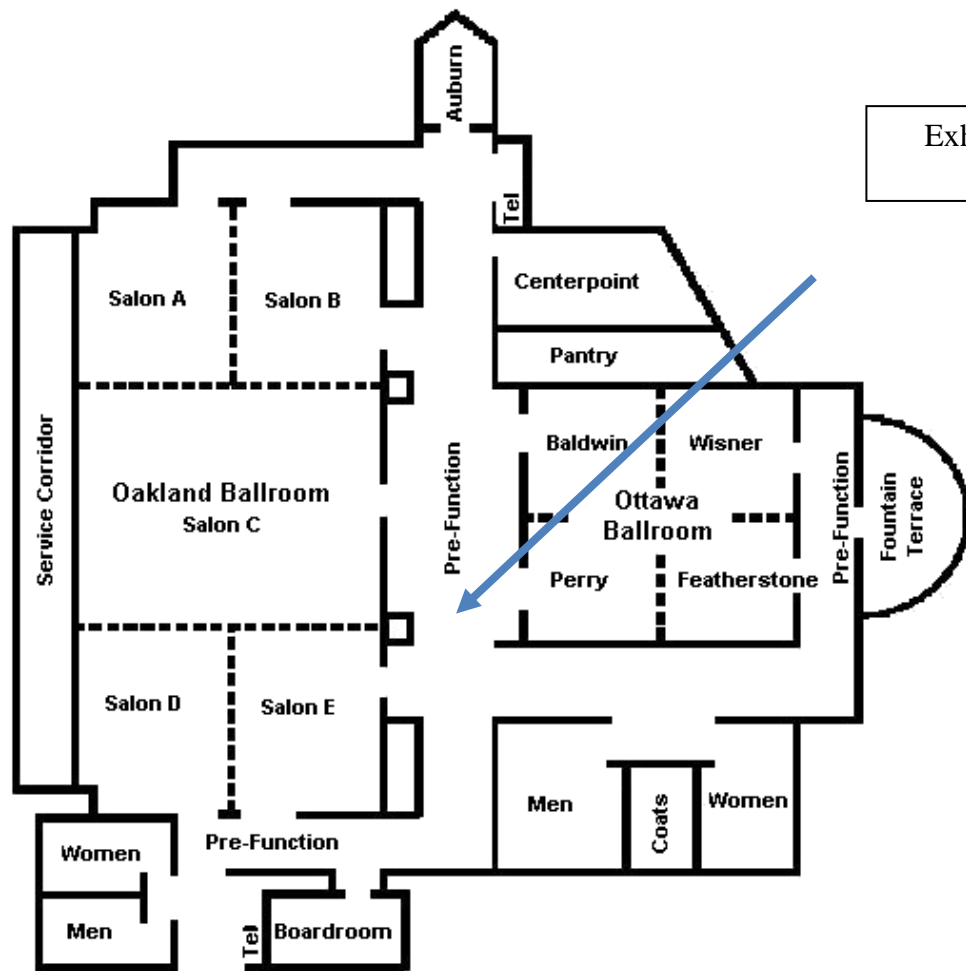 Auburn
Exh
Tel
Centerpoint
Salon A
Salon B
Pantry
Baldwin
Wisner
Service Corridor
Oakland Ballroom
Salon C
Pre-Function
Ottawa
Ballroom
Pre-Function
Fountain
Terrace
Perry
Featherstone
Salon D
Salon E
Men
Coats
Women
Pre-Function
Women
Men
Tel
Boardroom